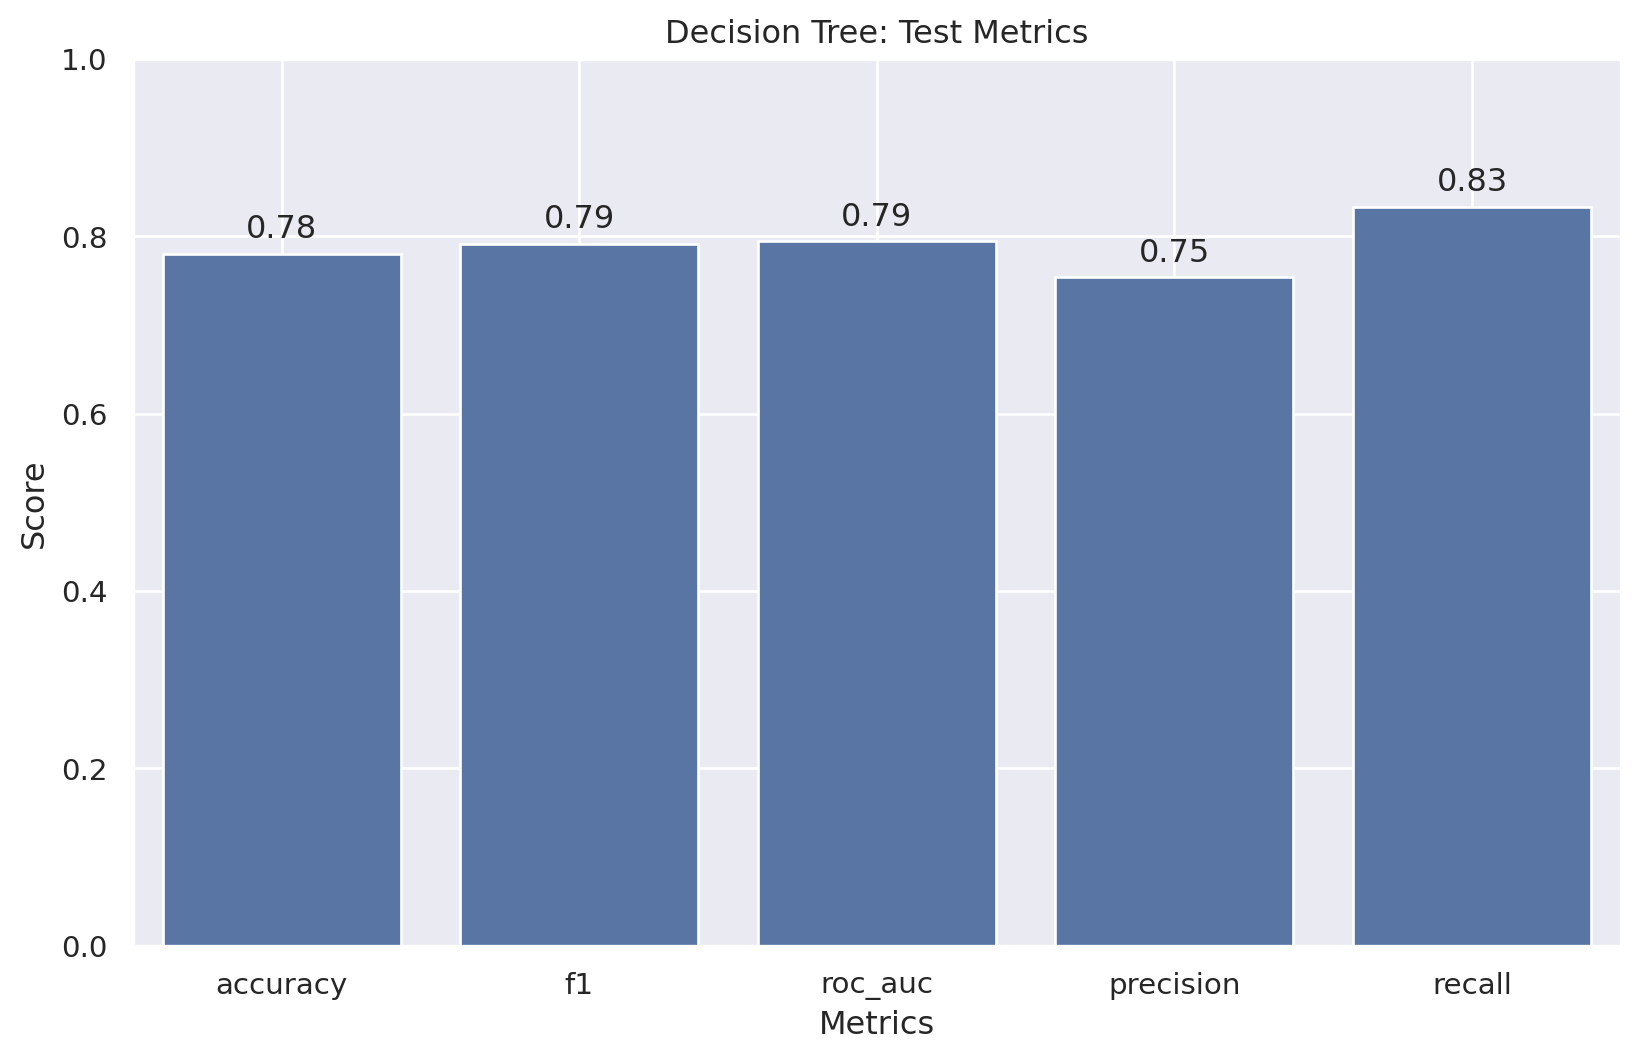 Decision Tree: Test Metrics
1.0
0.8
0.6
0.4
0.2
0.0
Score
0.78
0.79
0.79
0.75
0.83
accuracy
f1
roc_auc
precision
recall
Metrics